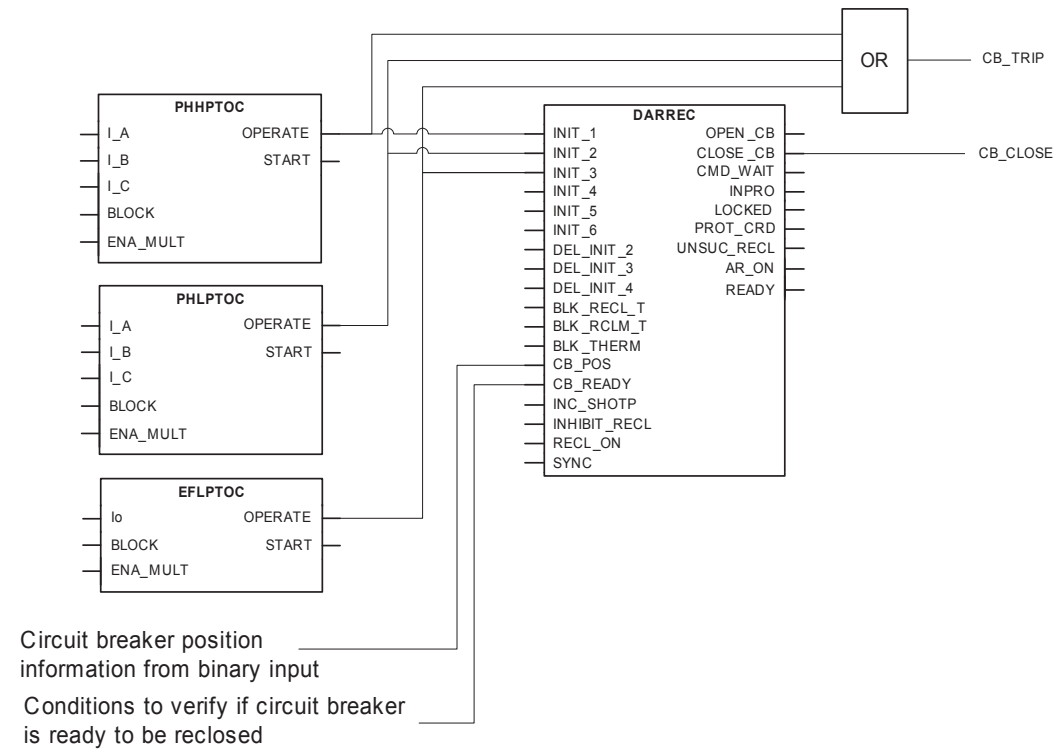 OR
CB_TRIP
PHHPTOC
I_A
I_B
I_C
BLOCK
ENA_MULT
OPERATE
START
DARREC
INIT_1
INIT_2
INIT_3
INIT_4
INIT_5
INIT_6
DEL_INIT_2
DEL_INIT_3
DEL_INIT_4
BLK_RECL_T
BLK_RCLM_T
BLK_THERM
CB_POS
CB_READY
INC_SHOTP
INHIBIT_RECL
RECL_ON
SYNC
OPEN_CB
CLOSE_CB
CMD_WAIT
INPRO
LOCKED
PROT_CRD
UNSUC_RECL
AR_ON
READY
CB_CLOSE
PHLPTOC
I_A
I_B
I_C
BLOCK
ENA_MULT
OPERATE
START
EFLPTOC
Io
BLOCK
ENA_MULT
OPERATE
START
Circuit breaker position
information from binary input
Conditions to verify if circuit breaker
is ready to be reclosed